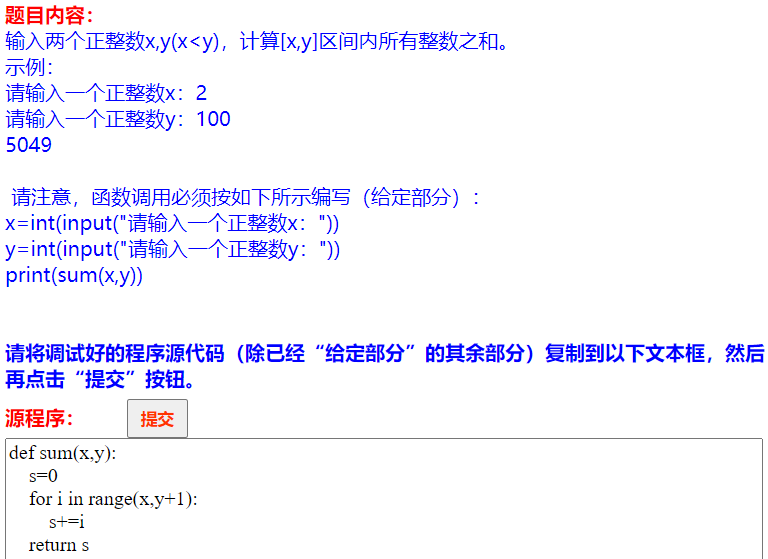 题目内容：
输入两个正整数x,y(x<y)，计算[x,y]区间内所有整数之和。
示例：
请输入一个正整数x：2
请输入一个正整数y：100
5049
请注意，函数调用必须按如下所示编写（给定部分）:
x=int(input("请输入一个正整数x："))
y=int(input("请输入一个正整数y："))
print(sum(x,y))
请将调试好的程序源代码（除已经“给定部分”的其余部分）复制到以下文本框，然后
再点击“提交”按钮。
源程序： 提交
def sum(x,y):
    s=0
    for i in range(x,y+1):
        s+=i
    return s